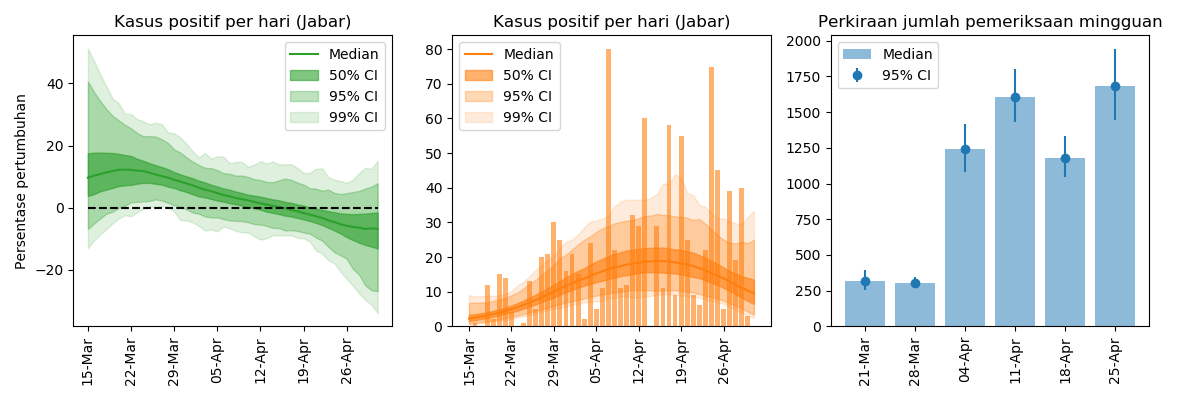 Kasus positif per hari (Jabar)
Persentase pertumbuhan
40
20
0
−20
Median
50% CI
95% CI
99% CI
15-Mar
22-Mar
29-Mar
05-Apr
12-Apr
19-Apr
26-Apr
Kasus positif per hari (Jabar)
80
70
60
50
40
30
20
10
0
Median
50% CI
95% CI
99% CI
15-Mar
22-Mar
29-Mar
05-Apr
12-Apr
19-Apr
26-Apr
Perkiraan jumlah pemeriksaan mingguan
2000
1750
1500
1250
1000
750
500
250
0
Median
95% CI
21-Mar
28-Mar
04-Apr
11-Apr
18-Apr
25-Apr